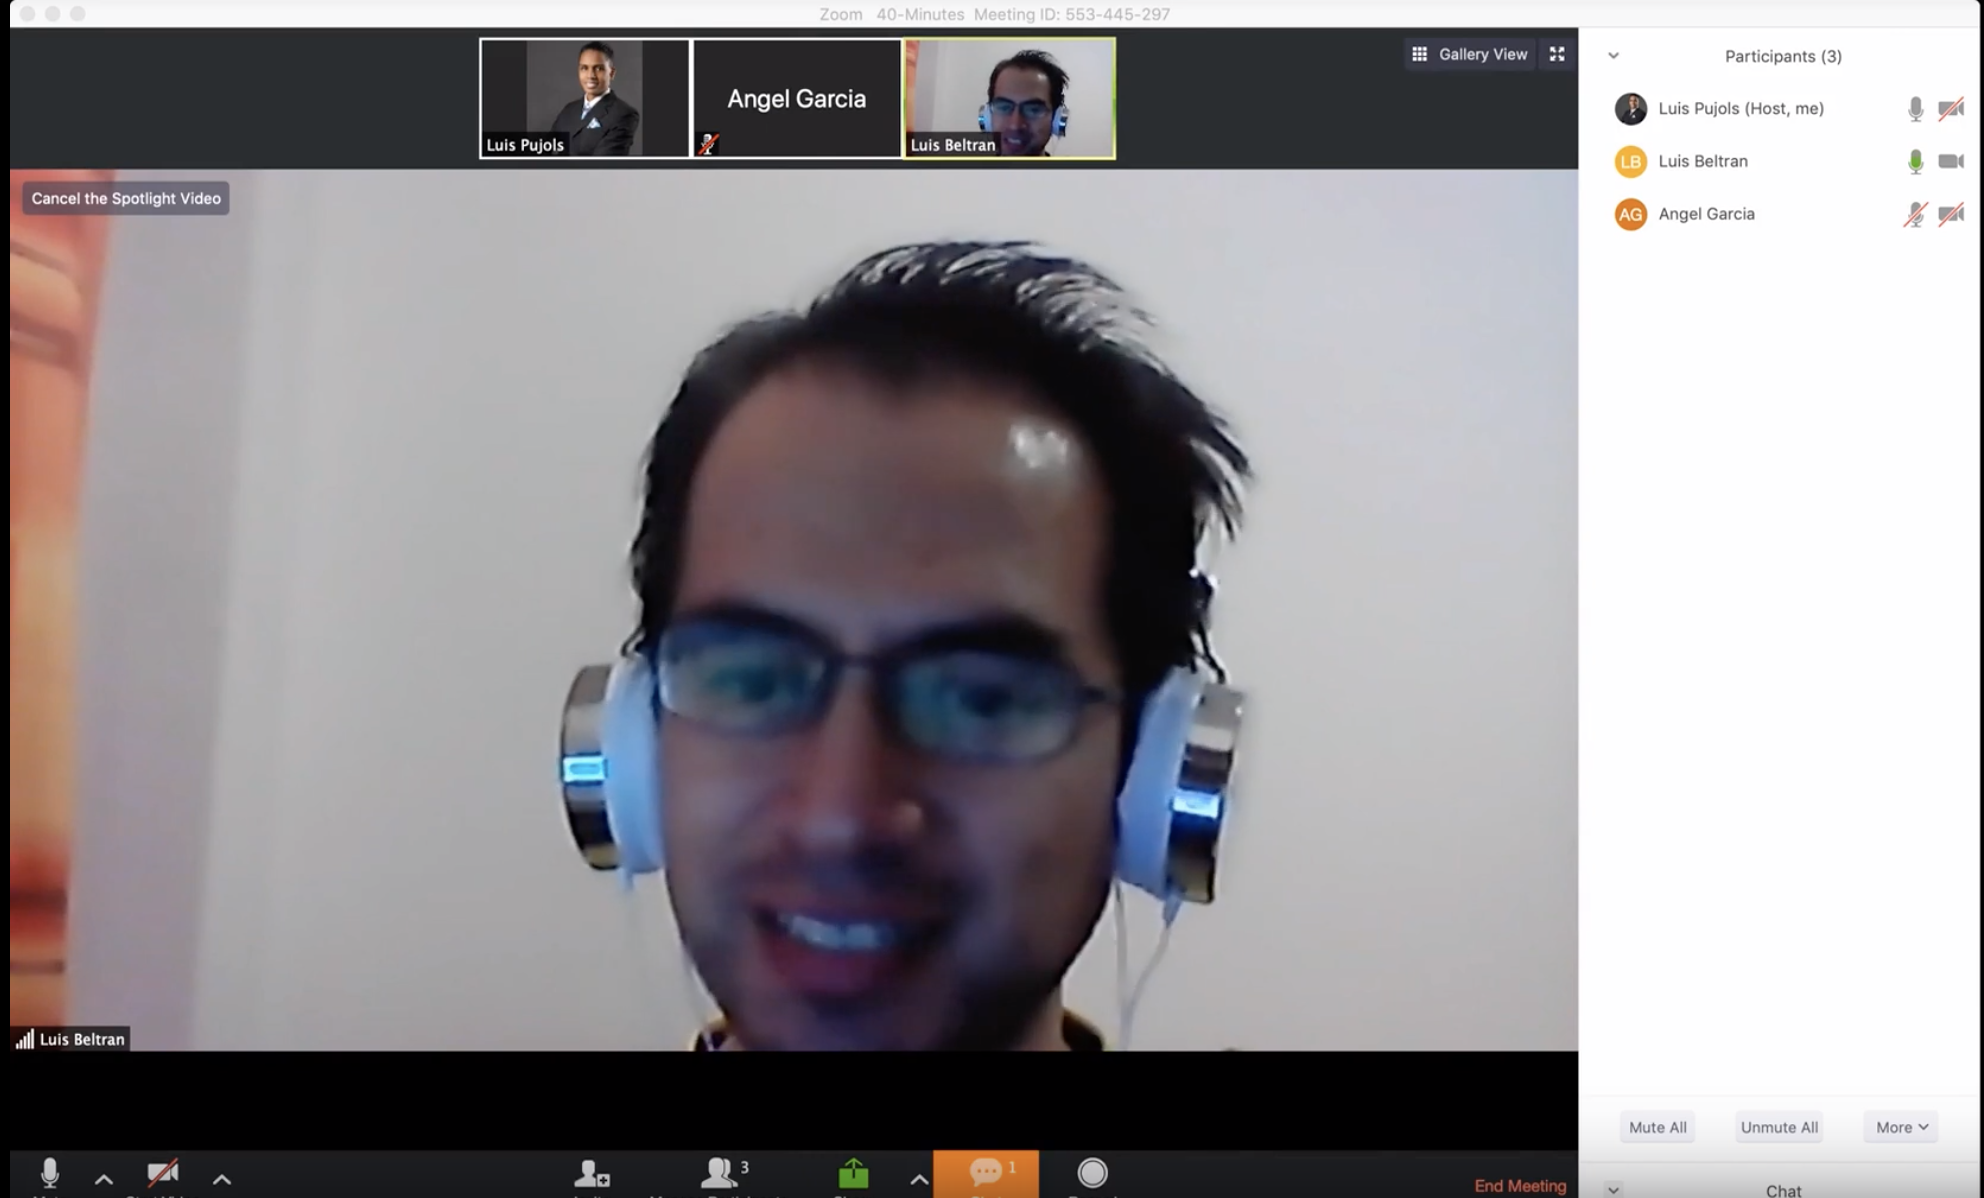 Zoom 40-Minutes Meeting ID: 553-445-297
Luis Pujols
Angel Garcia
Luis Beltran
Gallery View
Cancel the Spotlight Video
Luis Beltran
Participants (3)
Luis Pujols (Host, me)
LB Luis Beltran
AG Angel Garcia
Mute All Unmute All More
3
1
End Meeting
Chat